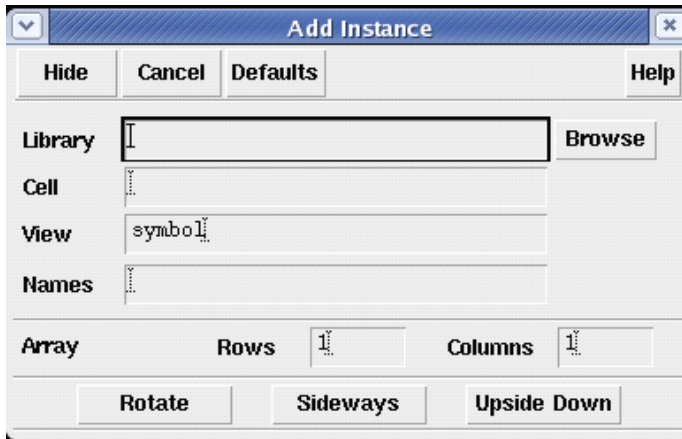 Add Instance
Hide Cancel Defaults Help
Library Browse
Cell
View symbol
Names
Array Rows 1 Columns 1
Rotate Sideways Upside Down